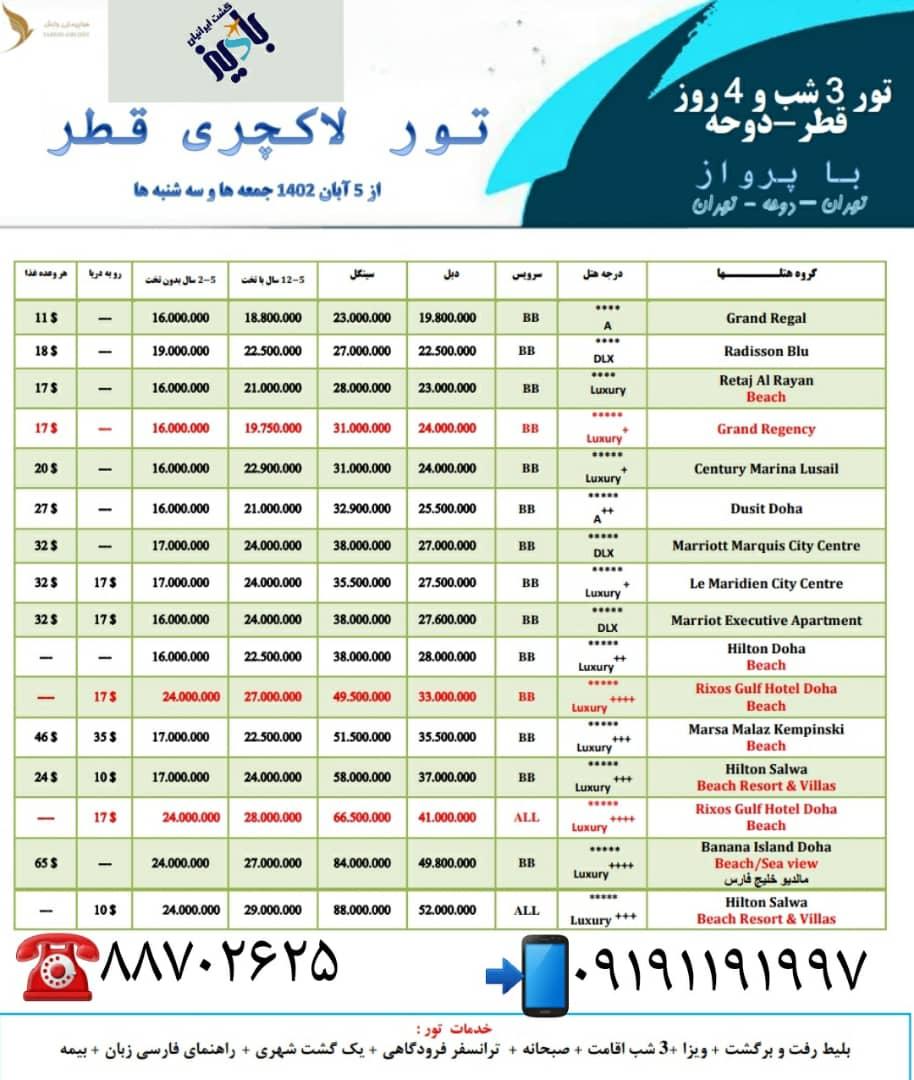 هواپیمایی وارش
VARESH AIRLINES
گشت ایرانیان
بادبز
تور 3 شب و 4 روز
قطر–دوحه
با پرواز
تهران – دوحه – تهران
تور لاکچری قطر
از 5 آبان 1402 جمعه ها و سه شنبه ها
گروه هتلها درجه هتل سرویس دبل سینگل 5–12 سال با تخت 5–2 سال بدون تخت رو به دریا هر وعده غذا
Grand Regal **** A BB 19.800.000 23.000.000 18.800.000 16.000.000 — 11 $
Radisson Blu **** DLX BB 22.500.000 27.000.000 22.500.000 19.000.000 — 18 $
Retaj Al Rayan Beach **** Luxury BB 23.000.000 28.000.000 21.000.000 16.000.000 — 17 $
Grand Regency ***** Luxury+ BB 24.000.000 31.000.000 19.750.000 16.000.000 — 17 $
Century Marina Lusail ***** Luxury+ BB 24.000.000 31.000.000 22.900.000 16.000.000 — 20 $
Dusit Doha ***** A++ BB 25.500.000 32.900.000 21.000.000 16.000.000 — 27 $
Marriott Marquis City Centre ***** DLX BB 27.000.000 38.000.000 24.000.000 17.000.000 — 32 $
Le Maridien City Centre ***** Luxury+ BB 27.500.000 35.500.000 24.000.000 17.000.000 17 $ 32 $
Marriot Executive Apartment ***** DLX BB 27.600.000 38.000.000 24.000.000 16.000.000 17 $ 32 $
Hilton Doha Beach ***** Luxury++ BB 28.000.000 38.000.000 22.500.000 16.000.000 — —
Rixos Gulf Hotel Doha Beach ***** Luxury++++ BB 33.000.000 49.500.000 27.000.000 24.000.000 17 $ —
Marsa Malaz Kempinski Beach ***** Luxury+++ BB 35.500.000 51.500.000 22.500.000 17.000.000 35 $ 46 $
Hilton Salwa Beach Resort & Villas ***** Luxury+++ BB 37.000.000 58.000.000 24.000.000 17.000.000 10 $ 24 $
Rixos Gulf Hotel Doha Beach ***** Luxury++++ ALL 41.000.000 66.500.000 28.000.000 24.000.000 17 $ —
Banana Island Doha Beach/Sea view مالدیو خلیج فارس ***** Luxury++++ BB 49.800.000 84.000.000 27.000.000 24.000.000 — 65 $
Hilton Salwa Beach Resort & Villas ***** Luxury +++ ALL 52.000.000 88.000.000 29.000.000 24.000.000 10 $ —
۰۹۱۹۱۱۹۱۹۹۷
۸۸۷۰۲۶۲۵
خدمات تور :
بلیط رفت و برگشت + ویزا +3 شب اقامت + صبحانه + ترانسفر فرودگاهی + یک گشت شهری + راهنمای فارسی زبان + بیمه